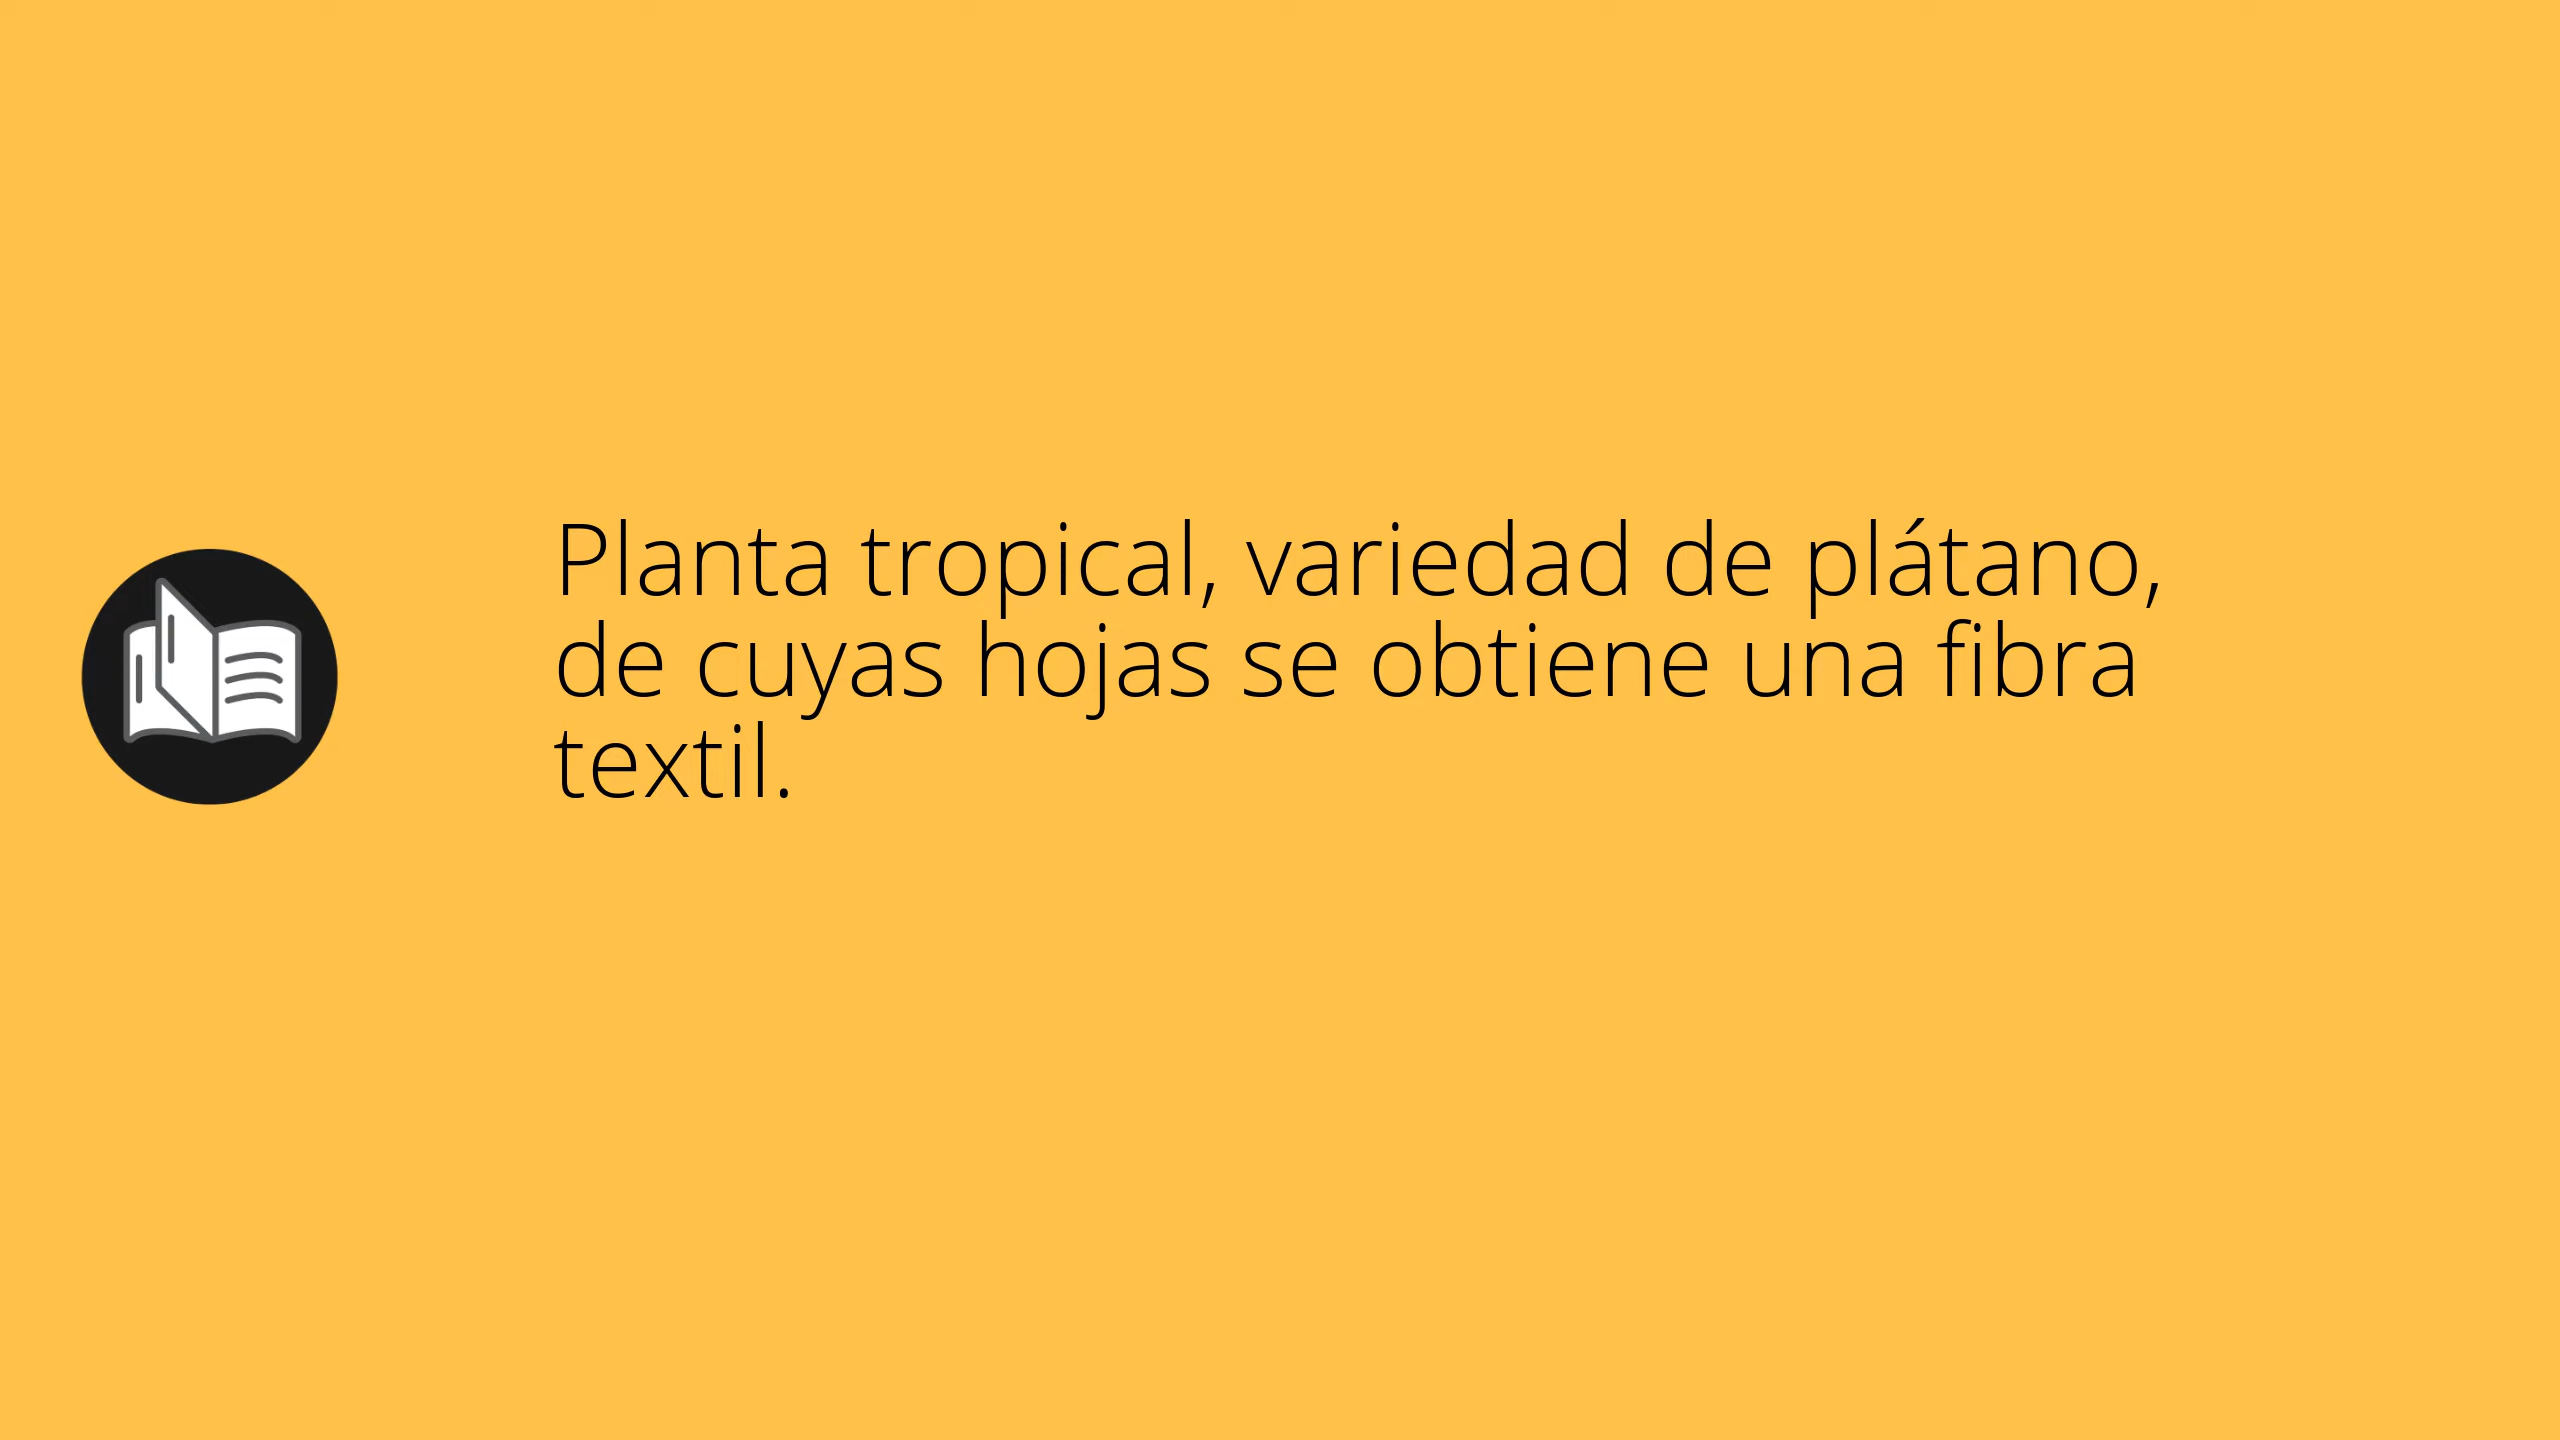 Planta tropical, variedad de plátano,
de cuyas hojas se obtiene una fibra
textil.